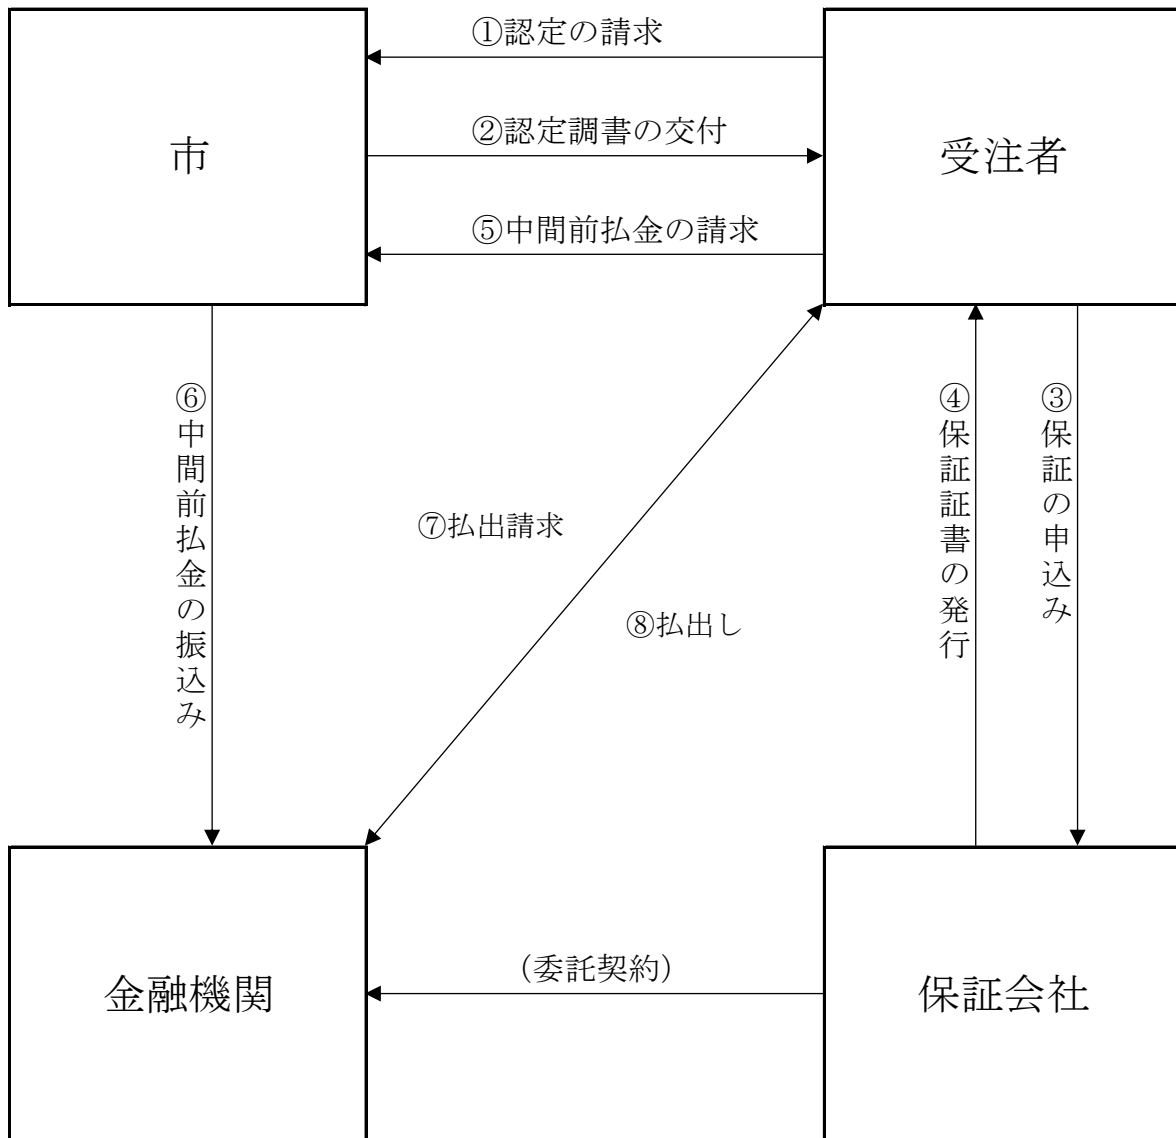 ①認定の請求
市
②認定調書の交付
受注者
⑤中間前払金の請求
⑥中間前払金の振込み
⑦払出請求
⑧払出し
④保証証書の発行
③保証の申込み
金融機関
（委託契約）
保証会社